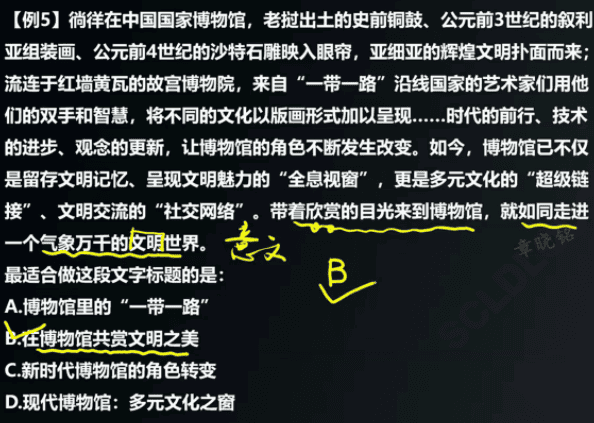 【例5】徜徉在中国国家博物馆，老挝出土的史前铜鼓、公元前3世纪的叙利
亚组装画、公元前4世纪的沙特石雕映入眼帘，亚细亚的辉煌文明扑面而来；
流连于红墙黄瓦的故宫博物院，来自“一带一路”沿线国家的艺术家们用他
们的双手和智慧，将不同的文化以版画形式加以呈现……时代的前行、技术
的进步、观念的更新，让博物馆的角色不断发生改变。如今，博物馆已不仅
是留存文明记忆、呈现文明魅力的“全息视窗”，更是多元文化的“超级链
接”、文明交流的“社交网络”。带着欣赏的目光来到博物馆，就如同走进
一个气象万千的文明世界。
意文
最适合做这段文字标题的是：
B
A.博物馆里的“一带一路”
B.在博物馆共赏文明之美
C.新时代博物馆的角色转变
D.现代博物馆：多元文化之窗